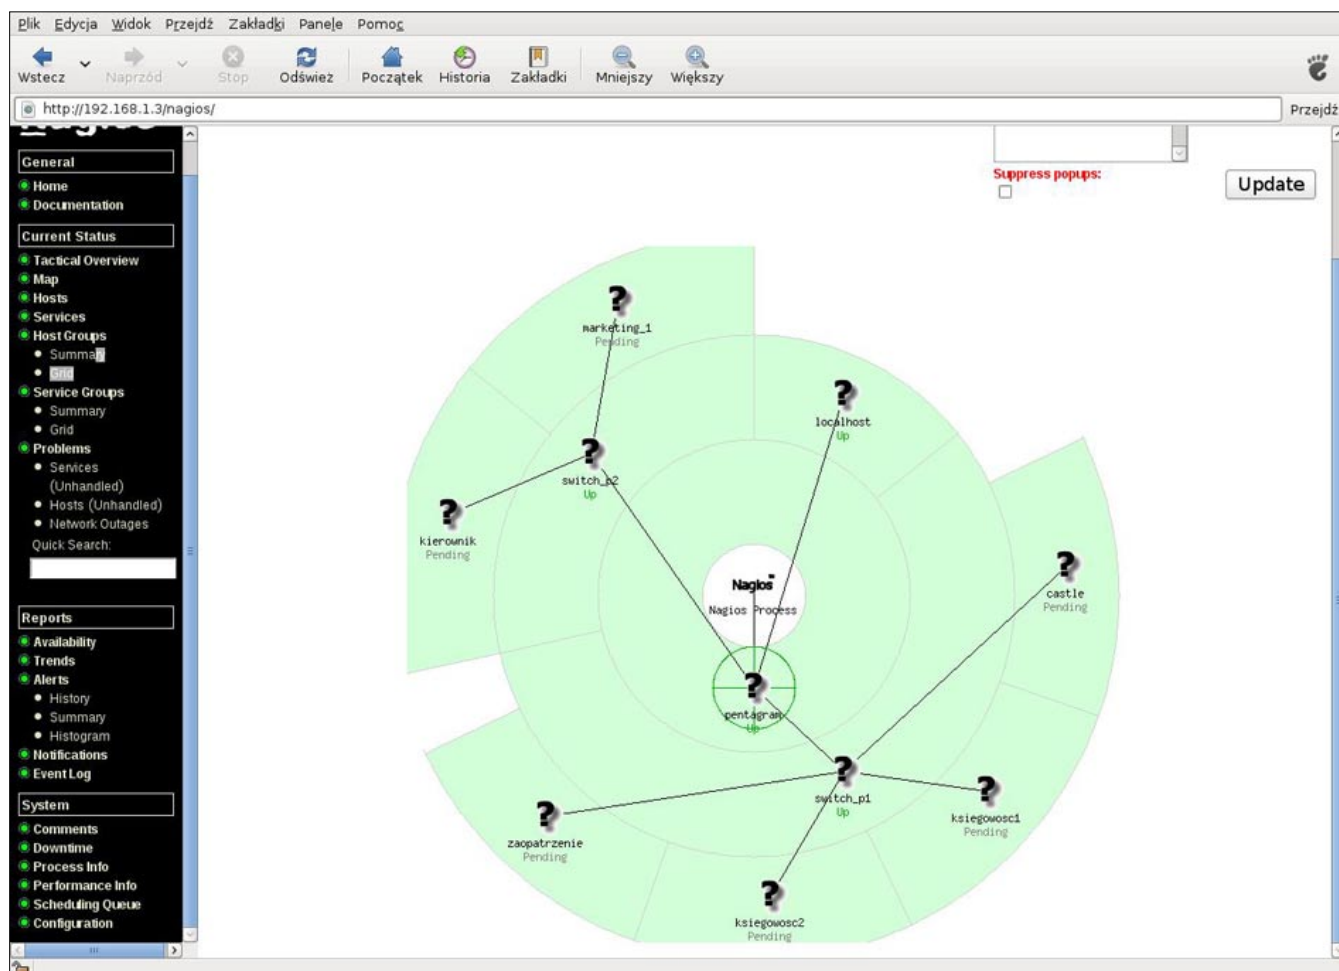 Plik Edycja Widok Przejdź Zakładki Panele Pomoc
Wstecz Naprzód Stop Odśwież Początek Historia Zakładki Mniejszy Większy
http://192.168.1.3/nagios/ Przejdź
Nagios
General
Home
Documentation
Current Status
Tactical Overview
Map
Hosts
Services
Host Groups
Summary
Grid
Service Groups
Summary
Grid
Problems
Services
(Unhandled)
Hosts (Unhandled)
Network Outages
Quick Search:
Reports
Availability
Trends
Alerts
History
Summary
Histogram
Notifications
Event Log
System
Comments
Downtime
Process Info
Performance Info
Scheduling Queue
Configuration
Suppress popups:
Update
?
marketing_1
Pending
?
localhost
Up
?
switch_p2
Up
?
kierownik
Pending
?
castle
Pending
Nagios
Nagios Process
?
pentagram
Up
?
switch_p1
Up
?
ksiegowosc1
Pending
?
zaopatrzenie
Pending
?
ksiegowosc2
Pending